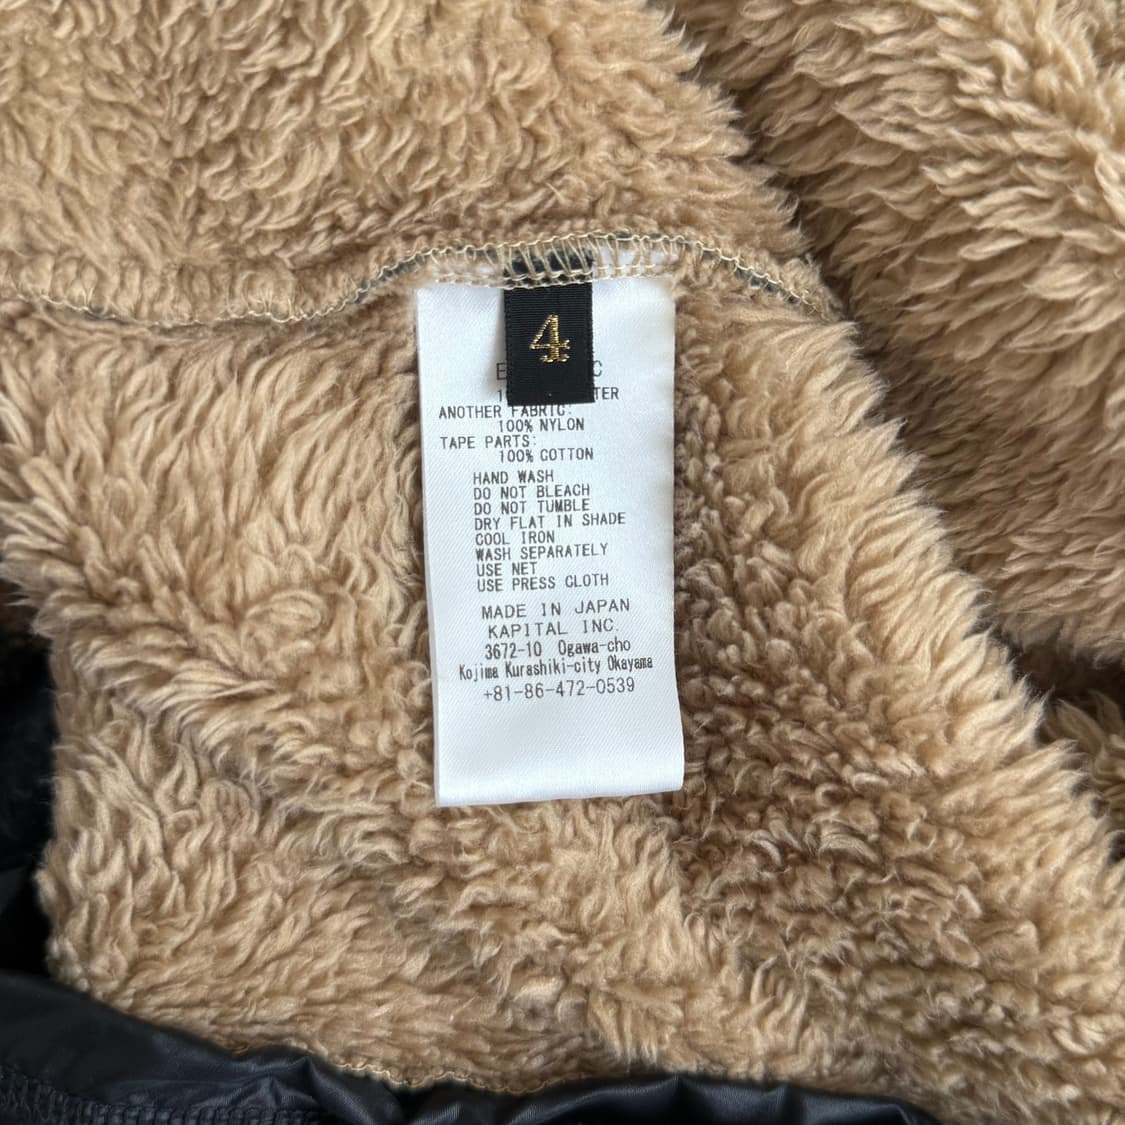 4
ANOTHER FABRIC:
100% NYLON
TAPE PARTS:
100% COTTON
HAND WASH
DO NOT BLEACH
DO NOT TUMBLE
DRY FLAT IN SHADE
COOL IRON
WASH SEPARATELY
USE NET
USE PRESS CLOTH
MADE IN JAPAN
KAPITAL INC.
3672-10 Ogawa-cho
Kojima Kurashiki-city Okayama
+81-86-472-0539